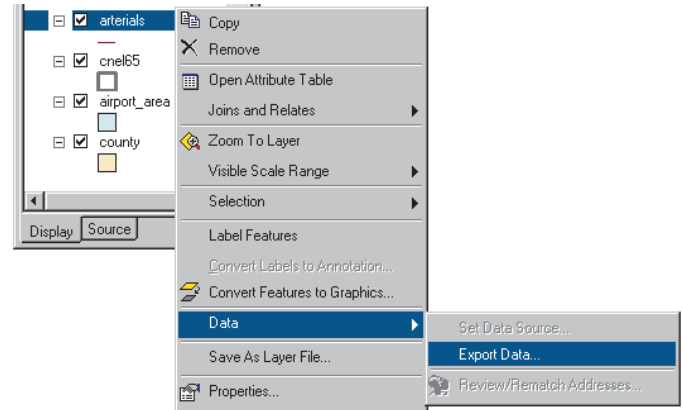 arterials
cnel65
airport_area
county
Display
Source
Copy
Remove
Open Attribute Table
Joins and Relates
Zoom To Layer
Visible Scale Range
Selection
Label Features
Convert Labels to Annotation...
Convert Features to Graphics...
Data
Save As Layer File...
Properties...
Set Data Source...
Export Data...
Review/Rematch Addresses...